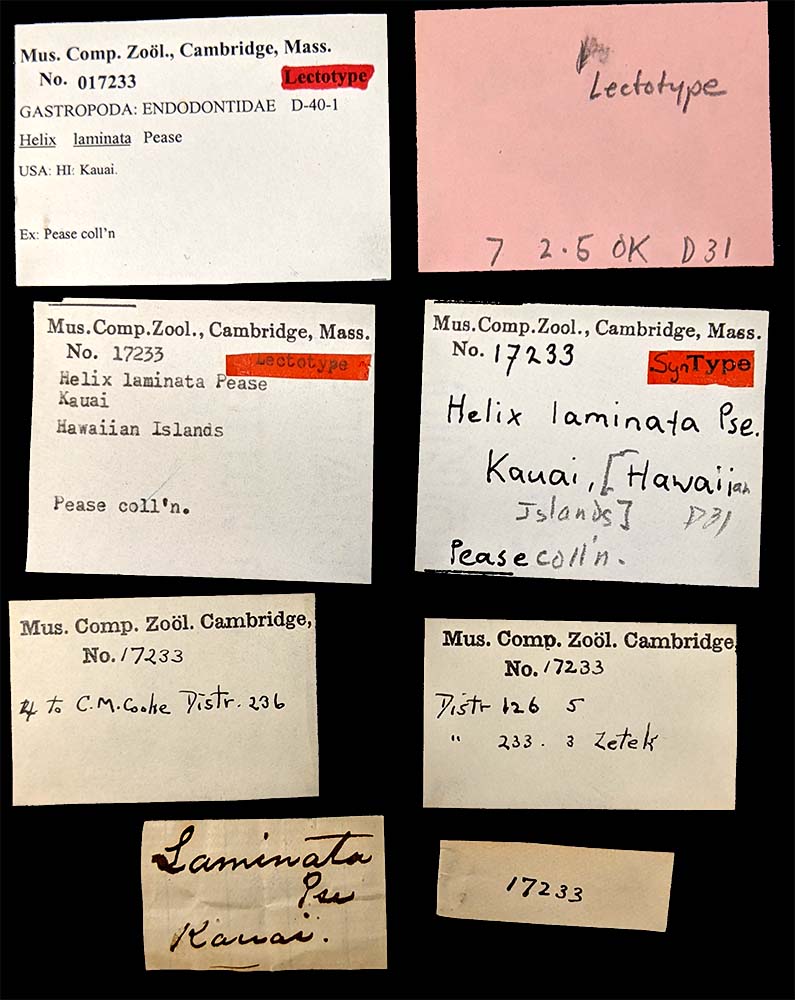 Mus. Comp. Zoöl., Cambridge, Mass.
No. 017233 Lectotype
GASTROPODA: ENDODONTIDAE D-40-1
Helix laminata Pease
USA: HI: Kauai.
Ex: Pease coll'n
Lectotype
7 2.5 OK D31
Mus.Comp.Zool., Cambridge, Mass.
No. 17233 Lectotype
Helix laminata Pease
Kauai
Hawaiian Islands
Pease coll'n.
Mus.Comp.Zool., Cambridge, Mass.
No. 17233 SynType
Helix laminata Pse.
Kauai, [Hawaiian
Islands] D31
Pease coll'n.
Mus. Comp. Zoöl. Cambridge,
No. 17233
4 to C.M.Cooke Distr. 236
Mus. Comp. Zoöl. Cambridge,
No. 17233
Distr 126 5
" 233. 3 Zetek
Laminata
Pse
Kauai.
17233